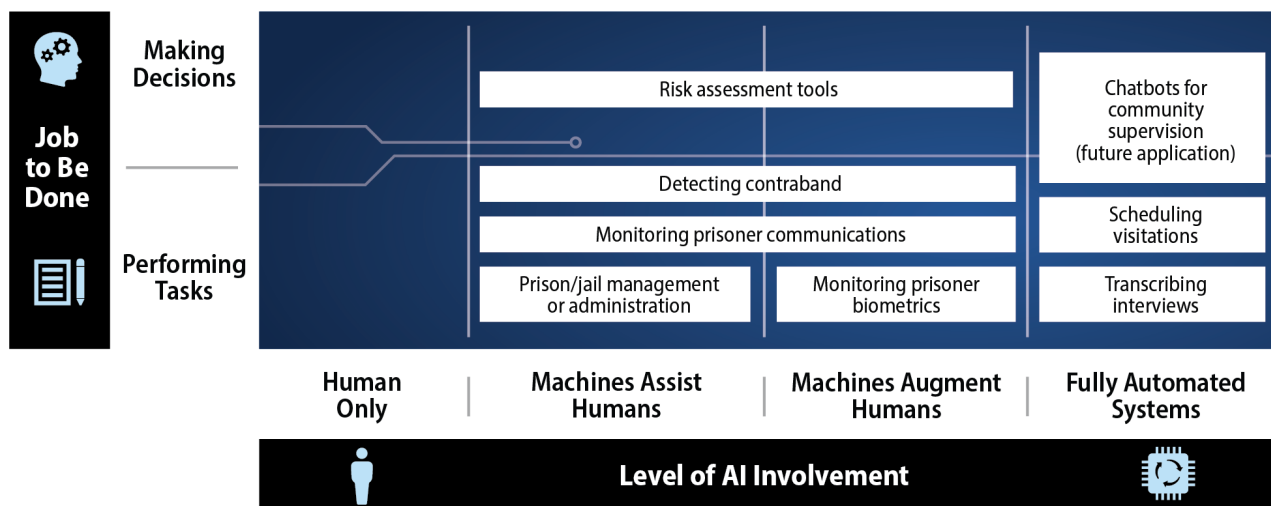 Making
Decisions
Job
to Be
Done
Performing
Tasks
Risk assessment tools
Chatbots for
community
supervision
(future application)
Detecting contraband
Monitoring prisoner communications
Scheduling
visitations
Prison/jail management
or administration
Monitoring prisoner
biometrics
Transcribing
interviews
Human
Only
Machines Assist
Humans
Machines Augment
Humans
Fully Automated
Systems
Level of AI Involvement